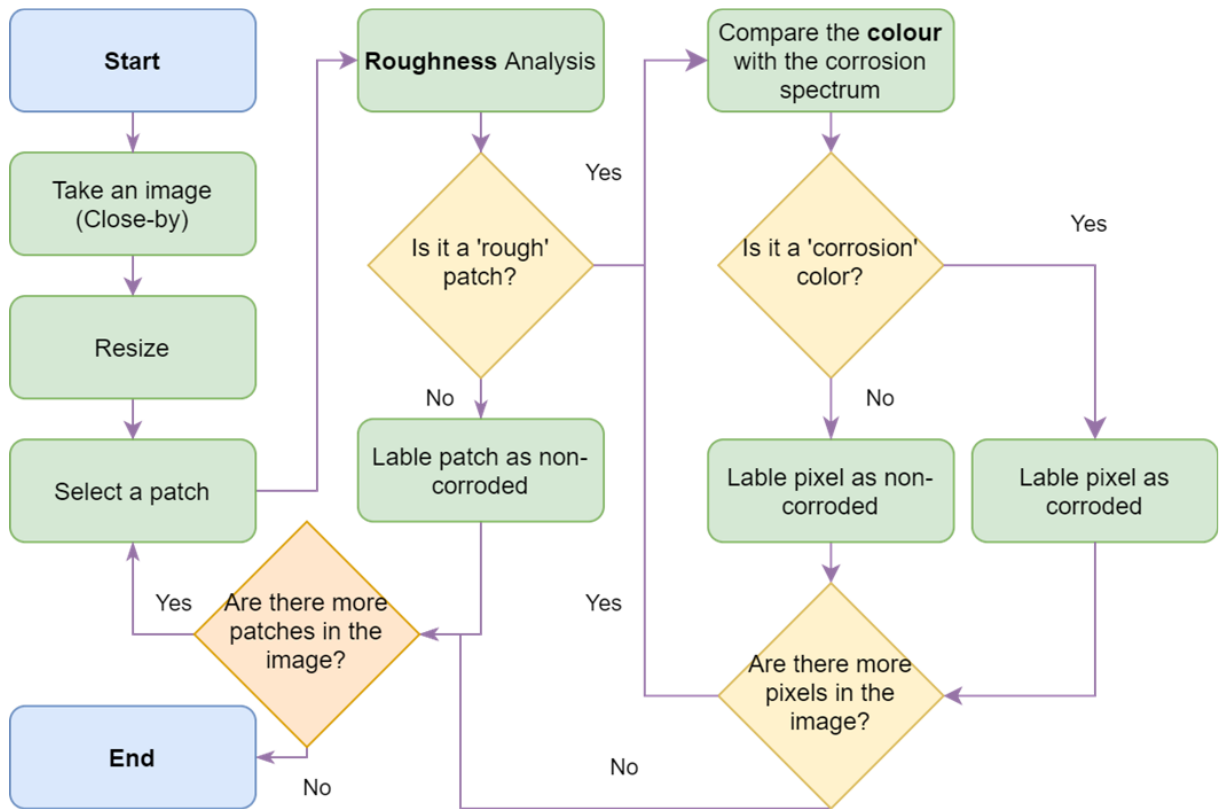 Start
Take an image
(Close-by)
Resize
Select a patch
Roughness Analysis
Is it a 'rough'
patch?
Yes
No
Lable patch as non-
corroded
Compare the colour
with the corrosion
spectrum
Is it a 'corrosion'
color?
Yes
No
Lable pixel as non-
corroded
Lable pixel as
corroded
Are there more
pixels in the
image?
Yes
No
Are there more
patches in the
image?
Yes
No
End